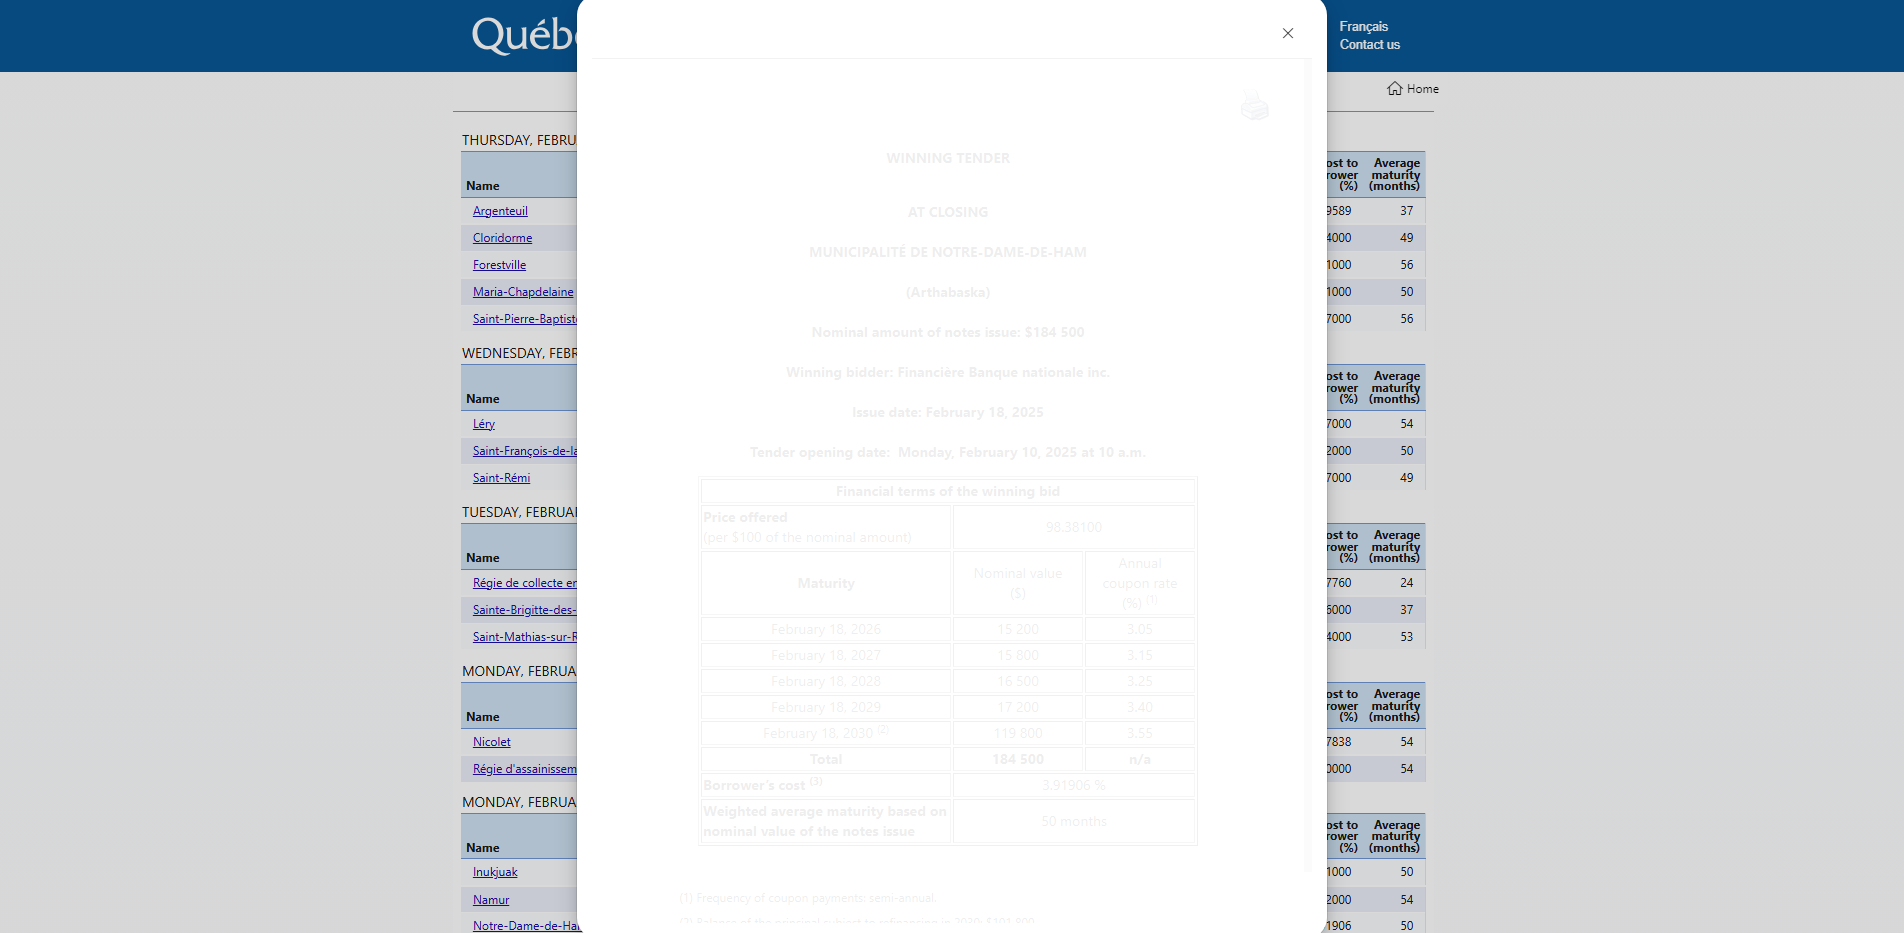 Québ
Français
Contact us
Home
THURSDAY, FEBRU
Name
ost to
rower
(%)
Average
maturity
(months)
Argenteuil 9589 37
Cloridorme 4000 49
Forestville 1000 56
Maria-Chapdelaine 1000 50
Saint-Pierre-Baptist 7000 56
WEDNESDAY, FEBR
Name
ost to
rower
(%)
Average
maturity
(months)
Léry 7000 54
Saint-François-de-la 2000 50
Saint-Rémi 7000 49
TUESDAY, FEBRUA
Name
ost to
rower
(%)
Average
maturity
(months)
Régie de collecte en 7760 24
Sainte-Brigitte-des- 6000 37
Saint-Mathias-sur-R 4000 53
MONDAY, FEBRUA
Name
ost to
rower
(%)
Average
maturity
(months)
Nicolet 7838 54
Régie d'assainissem 0000 54
MONDAY, FEBRUA
Name
ost to
rower
(%)
Average
maturity
(months)
Inukjuak 1000 50
Namur 2000 54
Notre-Dame-de-Ha 1906 50
WINNING TENDER
AT CLOSING
MUNICIPALITÉ DE NOTRE-DAME-DE-HAM
(Arthabaska)
Nominal amount of notes issue: $184 500
Winning bidder: Financière Banque nationale inc.
Issue date: February 18, 2025
Tender opening date: Monday, February 10, 2025 at 10 a.m.
Financial terms of the winning bid
Price offered
(per $100 of the nominal amount)
98.38100
Maturity
Nominal value
($)
Annual
coupon rate
(%) (1)
February 18, 2026 15 200 3.05
February 18, 2027 15 800 3.15
February 18, 2028 16 500 3.25
February 18, 2029 17 200 3.40
February 18, 2030 (2) 119 800 3.55
Total 184 500 n/a
Borrower's cost (3) 3.91906 %
Weighted average maturity based on
nominal value of the notes issue
50 months
(1) Frequency of coupon payments: semi-annual.